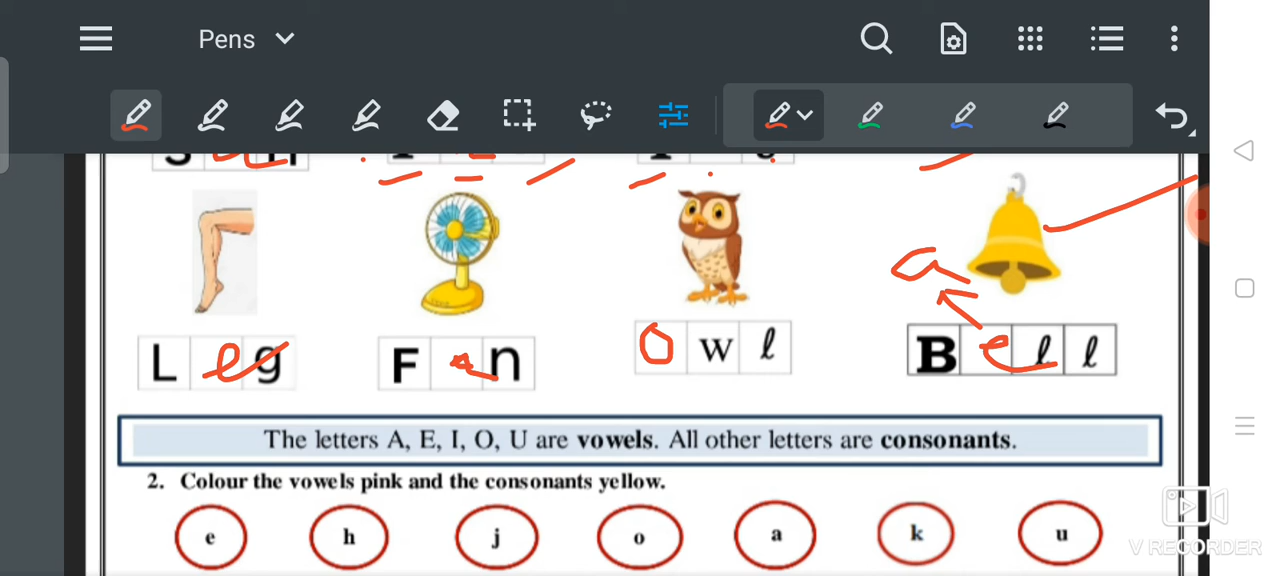 Pens
L e g
F a n
O w l
B e l l
The letters A, E, I, O, U are vowels. All other letters are consonants.
2. Colour the vowels pink and the consonants yellow.
e h j o a k u
V RECORDER